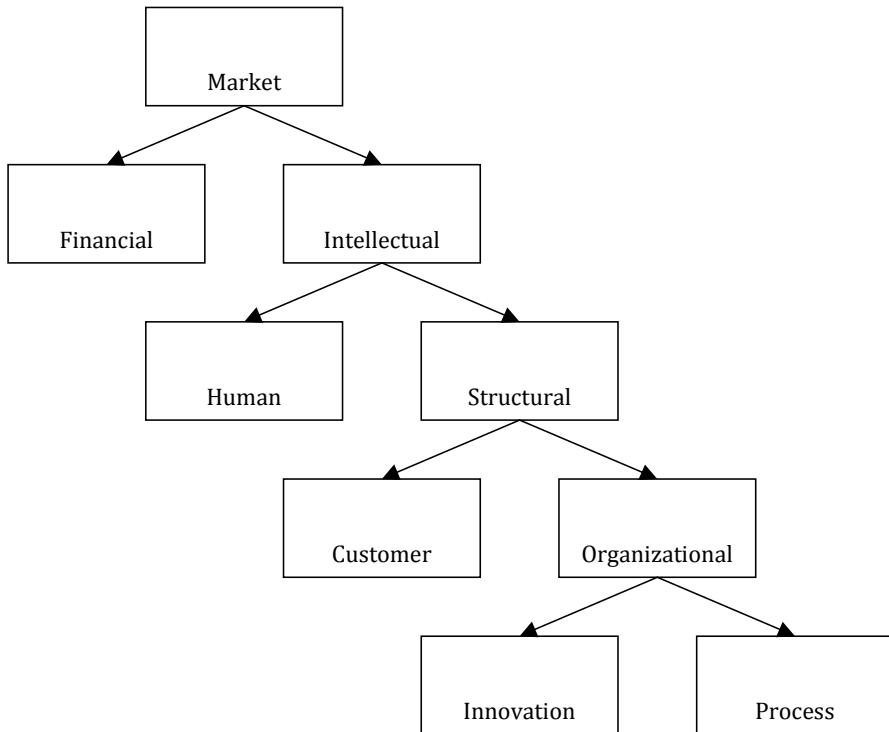 Market
Financial
Intellectual
Human
Structural
Customer
Organizational
Innovation
Process